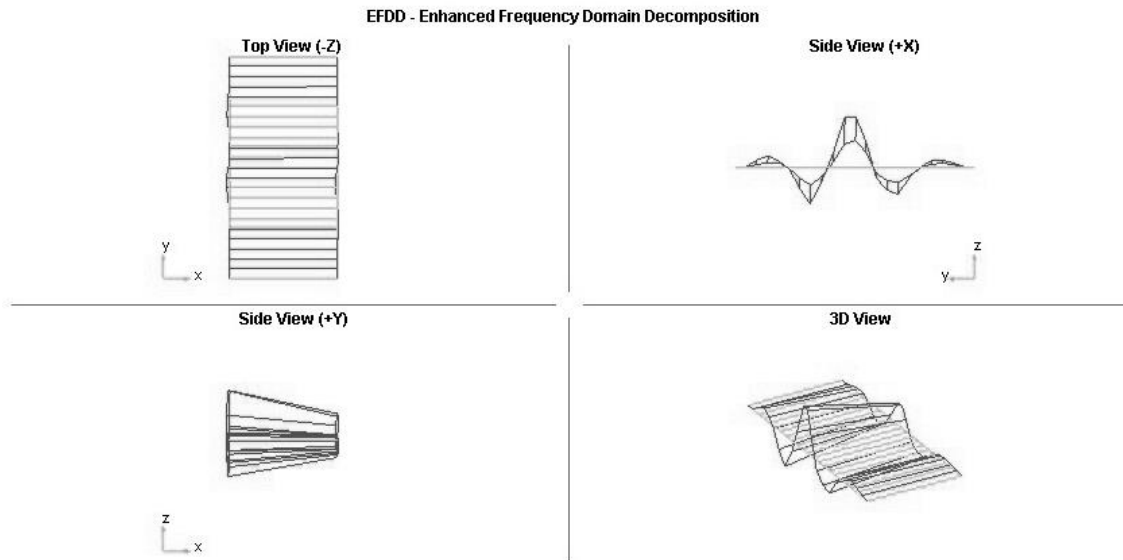 EFDD - Enhanced Frequency Domain Decomposition
Top View (-Z)
Side View (+X)
y
x
z
y
Side View (+Y)
3D View
z
x